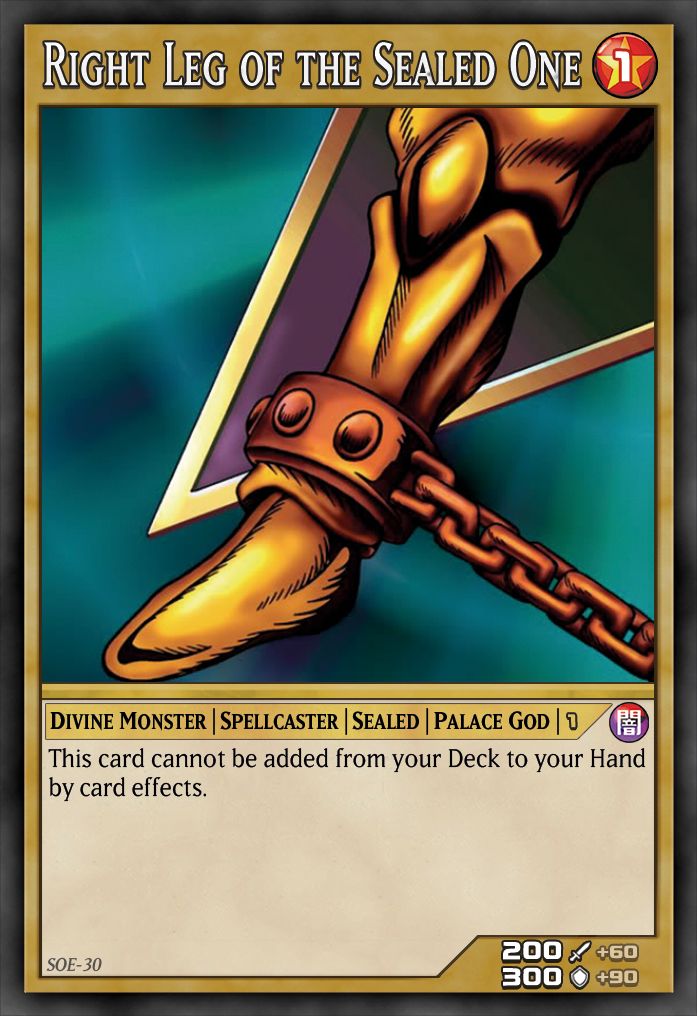 RIGHT LEG OF THE SEALED ONE 1
DIVINE MONSTER | SPELLCASTER | SEALED | PALACE GOD | 1 闇
This card cannot be added from your Deck to your Hand
by card effects.
200 +60
SOE-30
300 +90